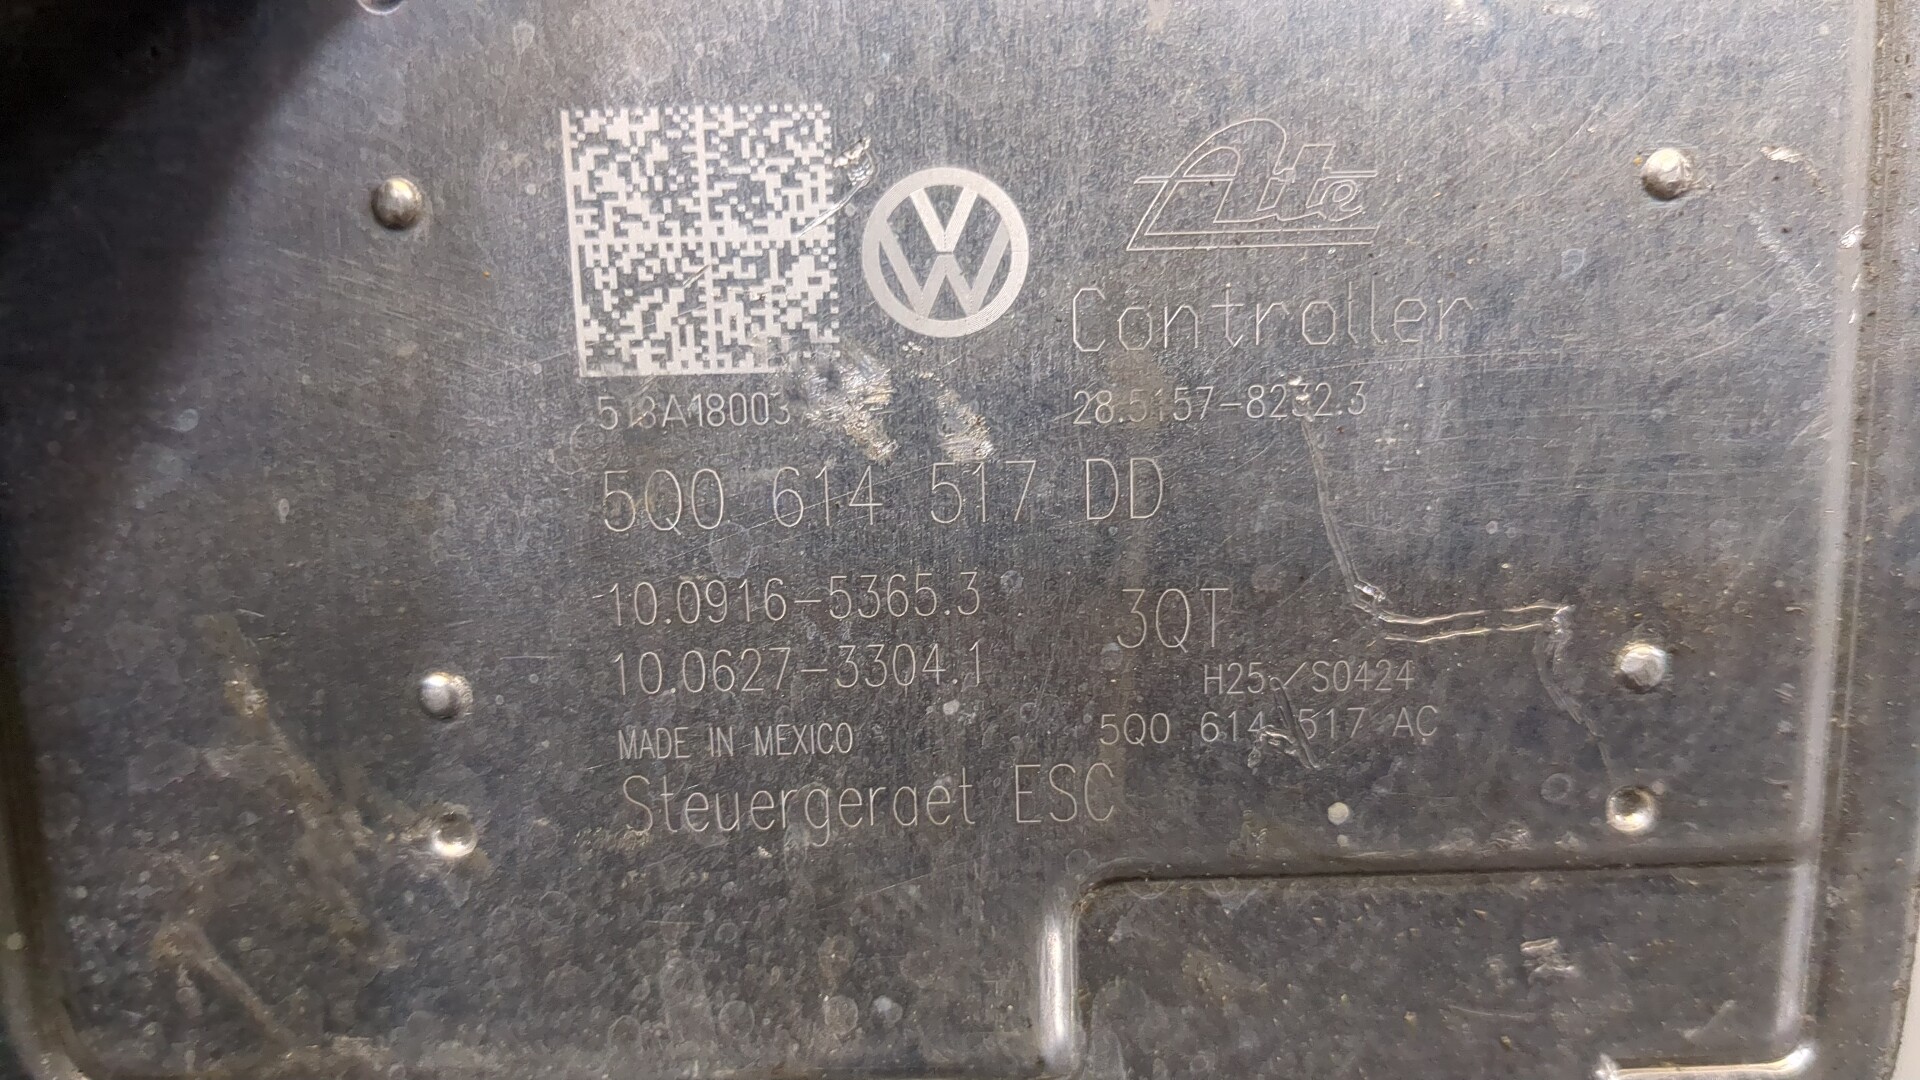 Ate
Controller
513A18003
28.5157-8232.3
5Q0 614 517 DD
10.0916-5365.3
3QT
10.0627-3304.1
H25 / S0424
MADE IN MEXICO
5Q0 614 517 AC
Steuergeraet ESC